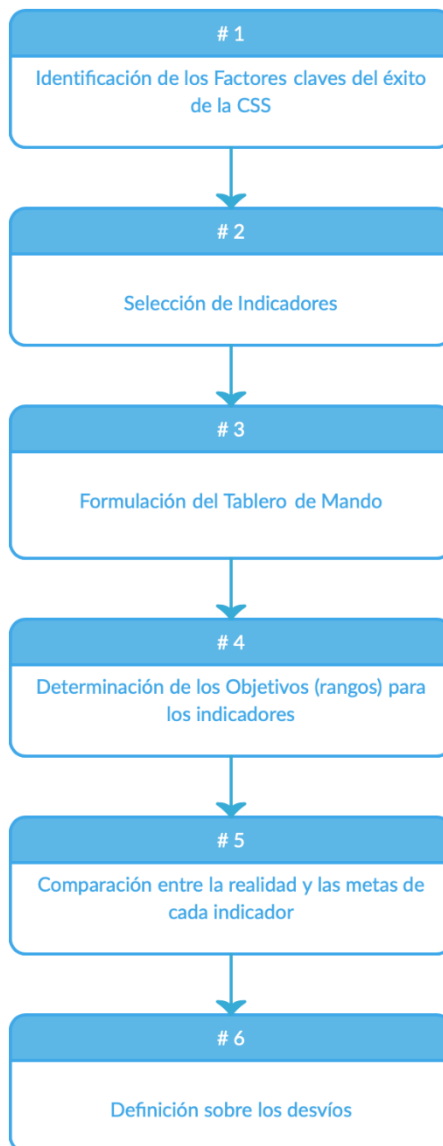 # 1
Identificación de los Factores claves del éxito
de la CSS
# 2
Selección de Indicadores
# 3
Formulación del Tablero de Mando
# 4
Determinación de los Objetivos (rangos) para
los indicadores
# 5
Comparación entre la realidad y las metas de
cada indicador
# 6
Definición sobre los desvíos